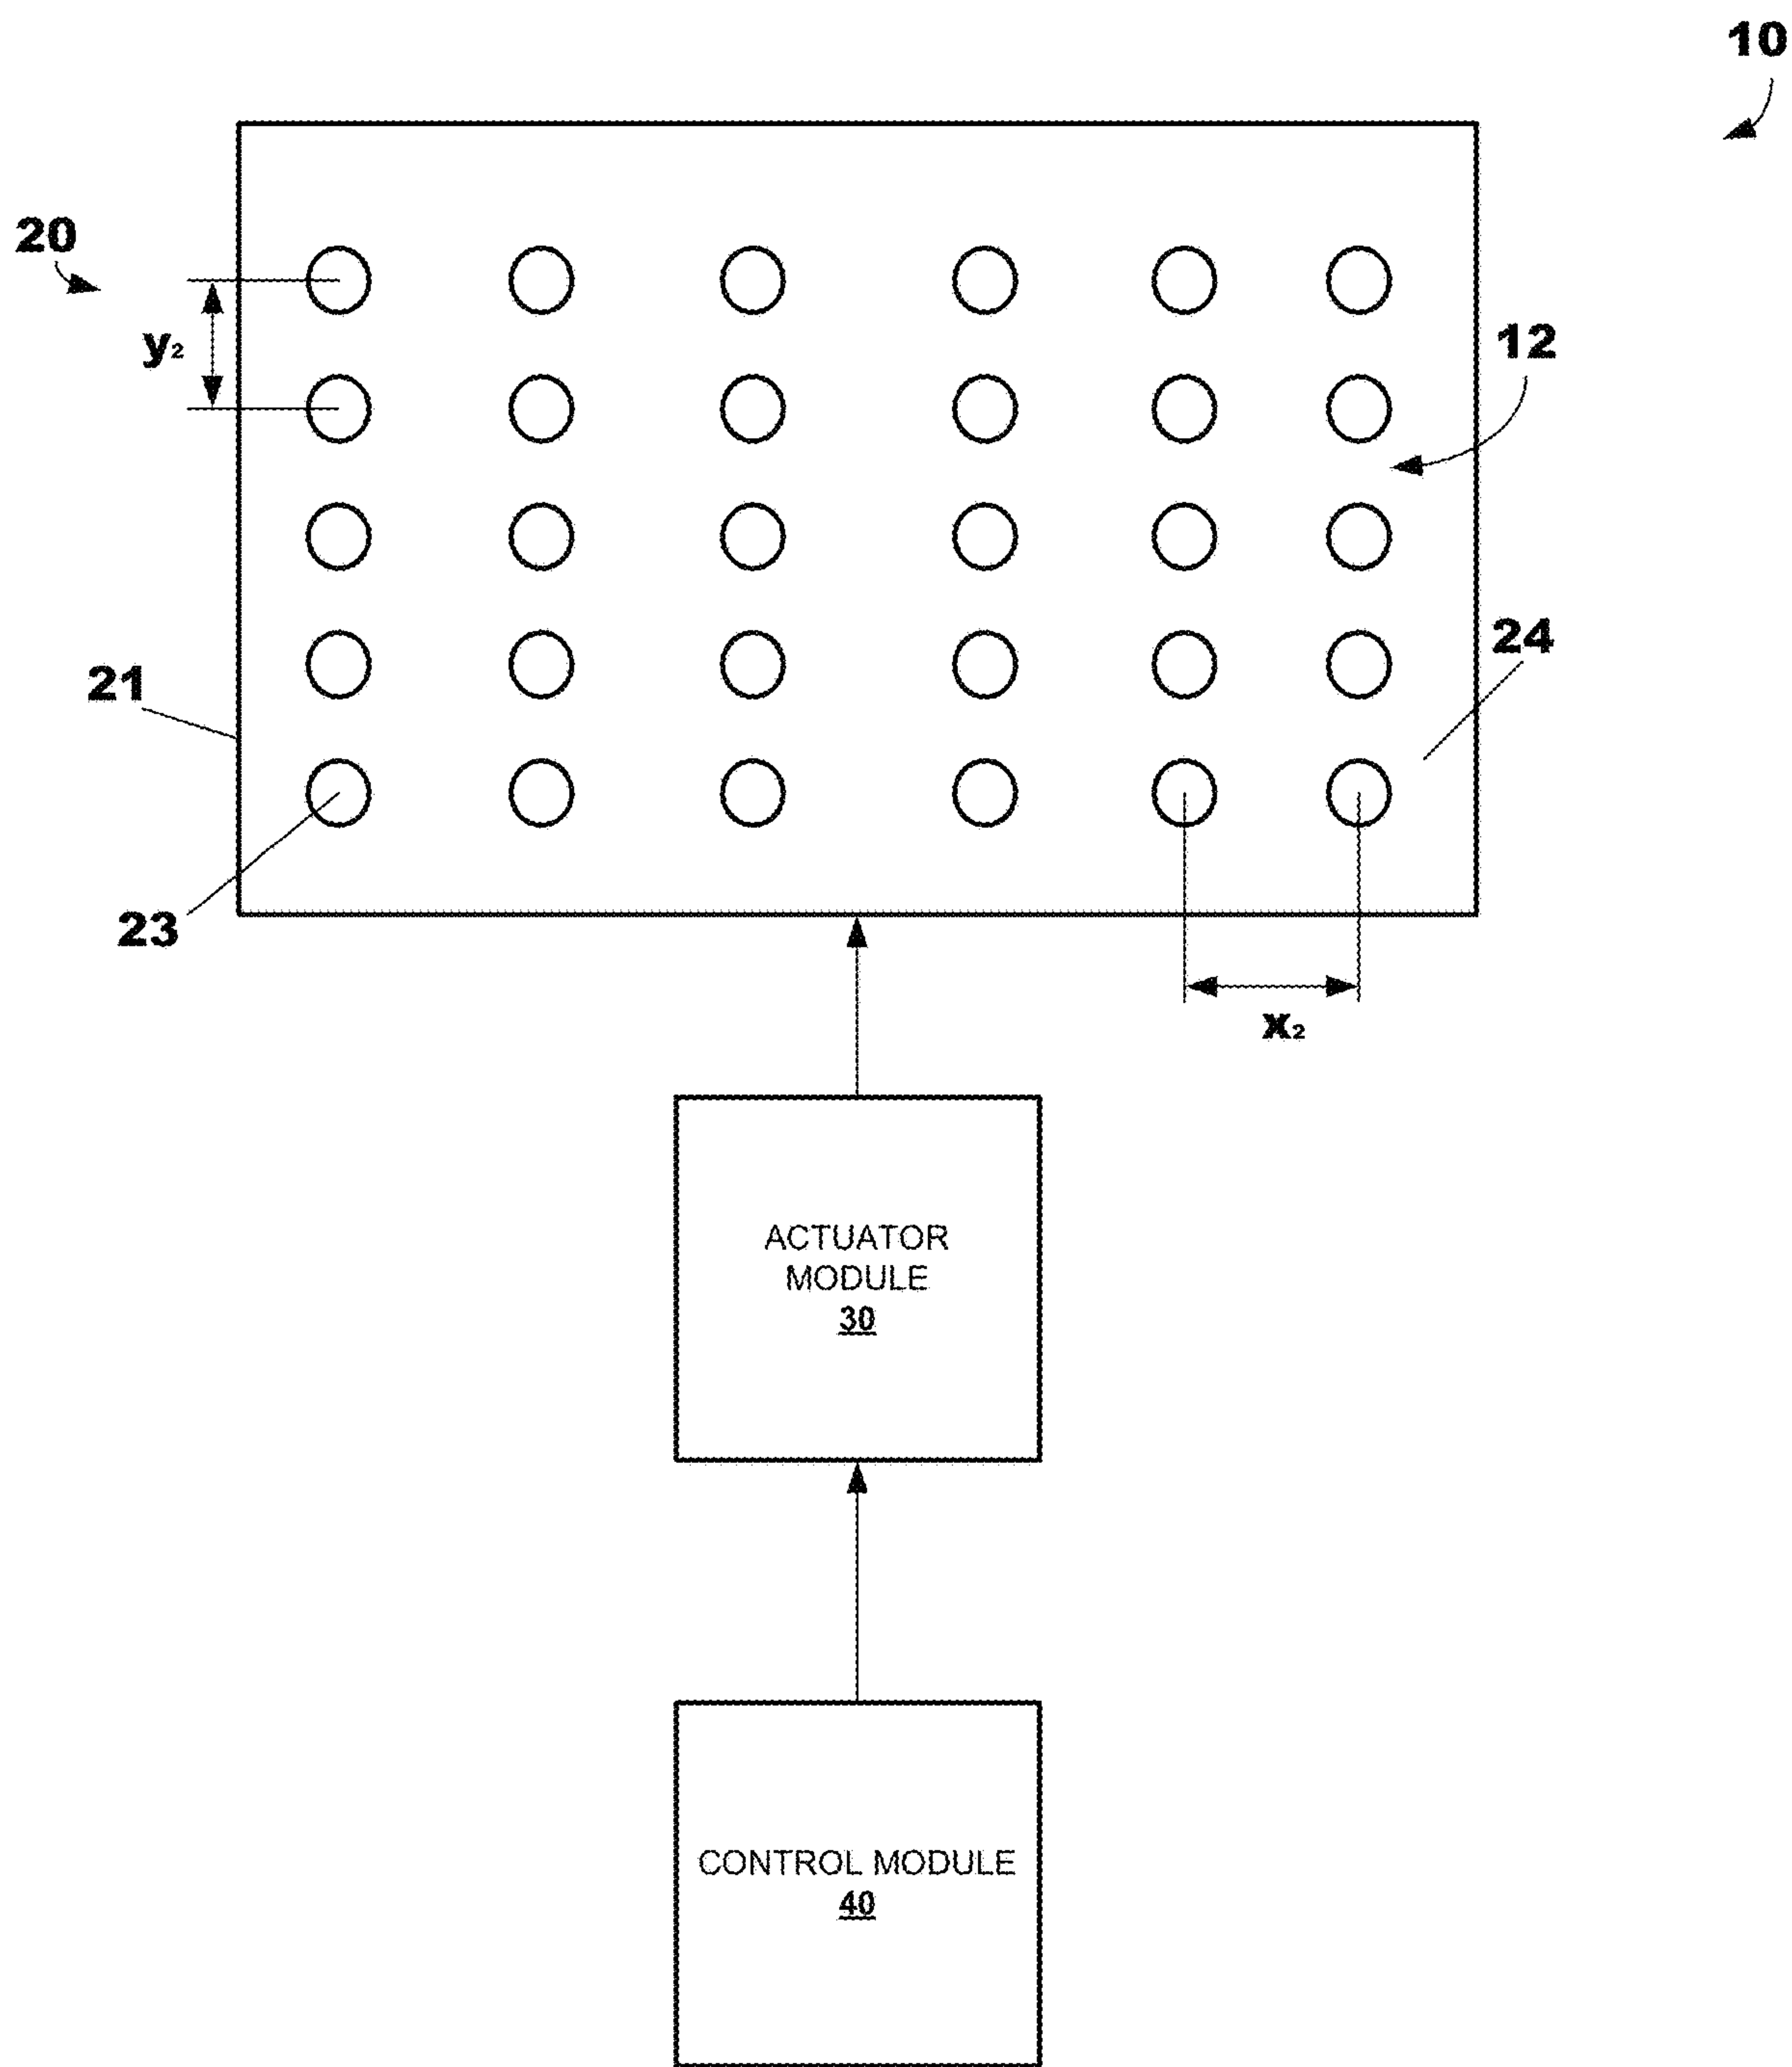 10
20
y₂
12
24
21
23
x₂
ACTUATOR
MODULE
30
CONTROL MODULE
40